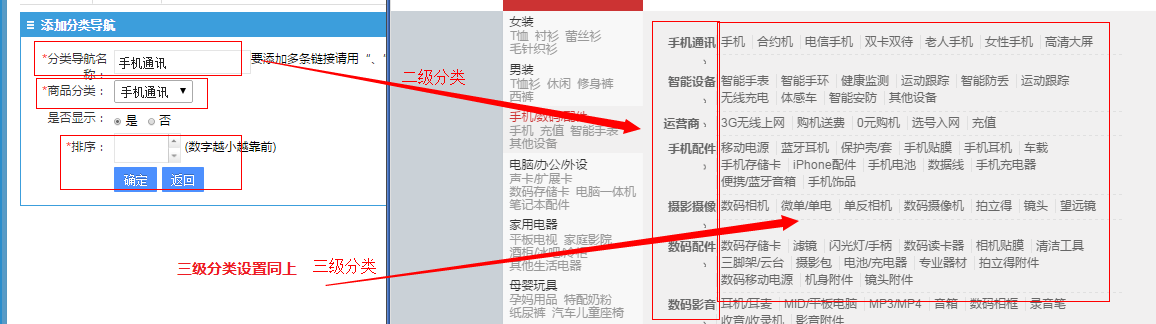 添加分类导航
*分类导航名称：
手机通讯
要添加多条链接请用“、”
*商品分类：
手机通讯
是否显示：
是
否
*排序：
(数字越小越靠前)
确定
返回
三级分类设置同上
三级分类
二级分类
女装
T恤 衬衫 蕾丝衫
毛针织衫
男装
T恤衫 休闲 修身裤
西裤
手机/数码/配件
手机 充值 智能手表
其他设备
电脑/办公/外设
声卡/扩展卡
数码存储卡 电脑一体机
笔记本配件
家用电器
平板电视 家庭影院
酒柜/冰吧/冷柜
其他生活电器
母婴玩具
孕妈用品 特配奶粉
纸尿裤 汽车儿童座椅
手机通讯
手机 合约机 电信手机 双卡双待 老人手机 女性手机 高清大屏
智能设备
智能手表 智能手环 健康监测 运动跟踪 智能防丢 运动跟踪
无线充电 体感车 智能安防 其他设备
运营商
3G无线上网 购机送费 0元购机 选号入网 充值
手机配件
移动电源 蓝牙耳机 保护壳/套 手机贴膜 手机耳机 车载
手机存储卡 iPhone配件 手机电池 数据线 手机充电器
便携/蓝牙音箱 手机饰品
摄影摄像
数码相机 微单/单电 单反相机 数码摄像机 拍立得 镜头 望远镜
数码配件
数码存储卡 滤镜 闪光灯/手柄 数码读卡器 相机贴膜 清洁工具
三脚架/云台 摄影包 电池/充电器 专业器材 拍立得附件
数码移动电源 机身附件 镜头附件
数码影音
耳机/耳麦 MID/平板电脑 MP3/MP4 音箱 数码相框 录音笔
收音/收录机 影音附件